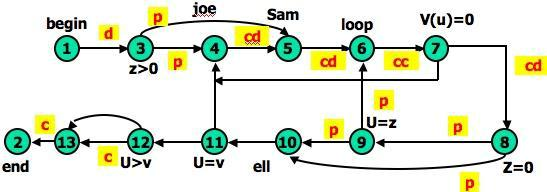 joe
begin p Sam loop V(u)=0
d cd
1 3 4 5 6 7
z>0 p cd cc cd
p
c p U=z p
2 13 12 11 10 9 8
end c U>v U=v ell Z=0
p